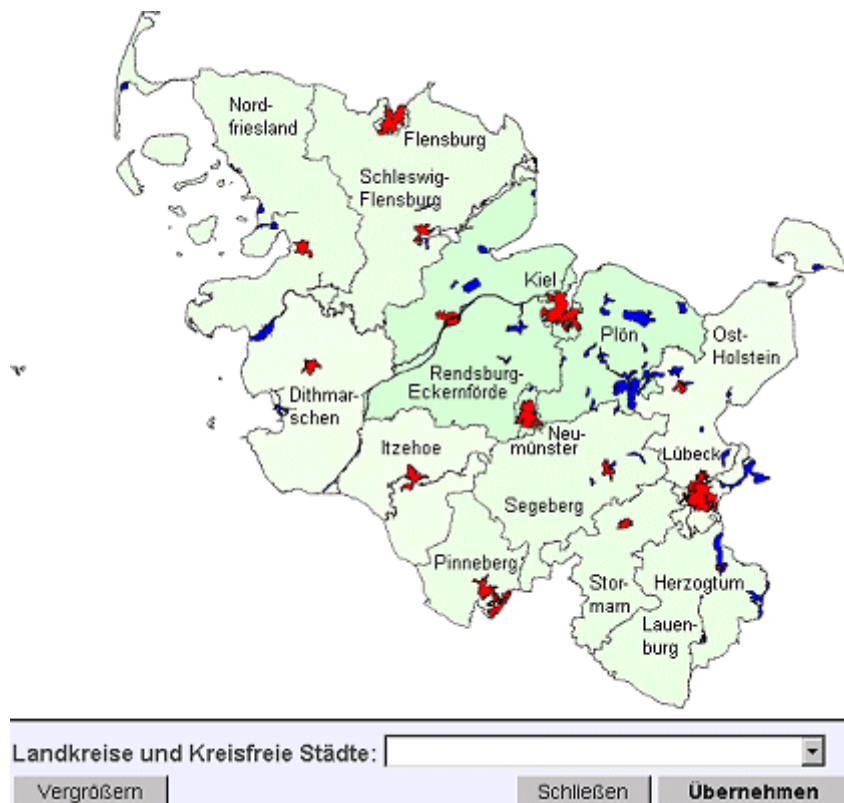 Nord-
friesland
Flensburg
Schleswig-
Flensburg
Kiel
Plön
Ost-
Holstein
Rendsburg-
Eckernförde
Dithmar-
schen
Neu-
münster
Itzehoe
Lübeck
Segeberg
Pinneberg
Stor-
marn
Herzogtum
Lauen-
burg
Landkreise und Kreisfreie Städte:
Vergrößern
Schließen
Übernehmen